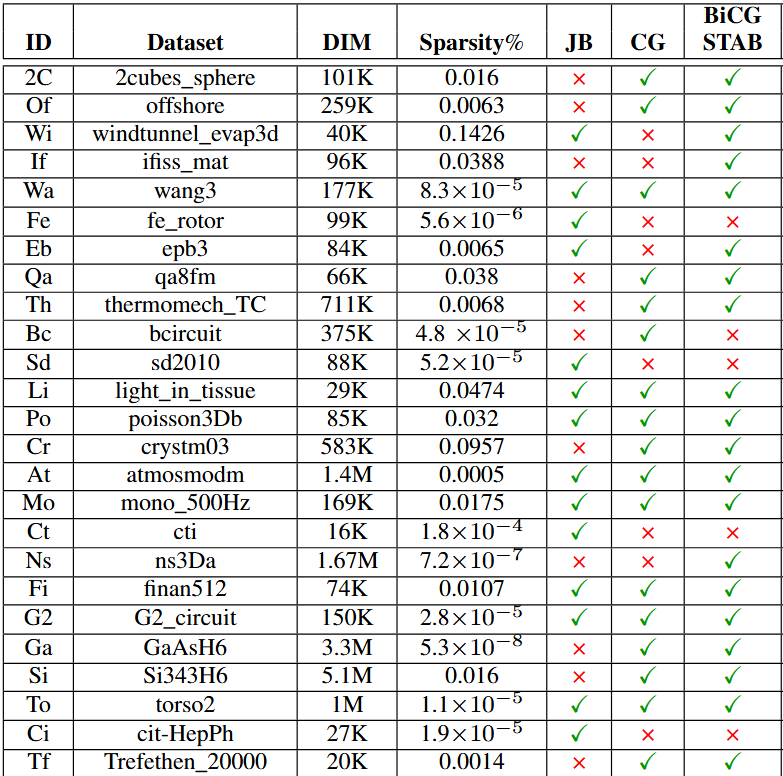 ID Dataset DIM Sparsity% JB CG BiCG STAB
2C 2cubes_sphere 101K 0.016 × ✓ ✓
Of offshore 259K 0.0063 × ✓ ✓
Wi windtunnel_evap3d 40K 0.1426 ✓ × ✓
If ifiss_mat 96K 0.0388 × × ✓
Wa wang3 177K 8.3×10⁻⁵ ✓ ✓ ✓
Fe fe_rotor 99K 5.6×10⁻⁶ ✓ × ×
Eb epb3 84K 0.0065 ✓ × ✓
Qa qa8fm 66K 0.038 × ✓ ✓
Th thermomech_TC 711K 0.0068 × ✓ ✓
Bc bcircuit 375K 4.8 ×10⁻⁵ × ✓ ×
Sd sd2010 88K 5.2×10⁻⁵ ✓ × ×
Li light_in_tissue 29K 0.0474 ✓ ✓ ✓
Po poisson3Db 85K 0.032 ✓ ✓ ✓
Cr crystm03 583K 0.0957 × ✓ ✓
At atmosmodm 1.4M 0.0005 ✓ ✓ ✓
Mo mono_500Hz 169K 0.0175 ✓ ✓ ✓
Ct cti 16K 1.8×10⁻⁴ ✓ × ×
Ns ns3Da 1.67M 7.2×10⁻⁷ × × ✓
Fi finan512 74K 0.0107 ✓ ✓ ✓
G2 G2_circuit 150K 2.8×10⁻⁵ ✓ ✓ ✓
Ga GaAsH6 3.3M 5.3×10⁻⁸ × ✓ ✓
Si Si343H6 5.1M 0.016 × ✓ ✓
To torso2 1M 1.1×10⁻⁵ ✓ ✓ ✓
Ci cit-HepPh 27K 1.9×10⁻⁵ ✓ × ×
Tf Trefethen_20000 20K 0.0014 × ✓ ✓